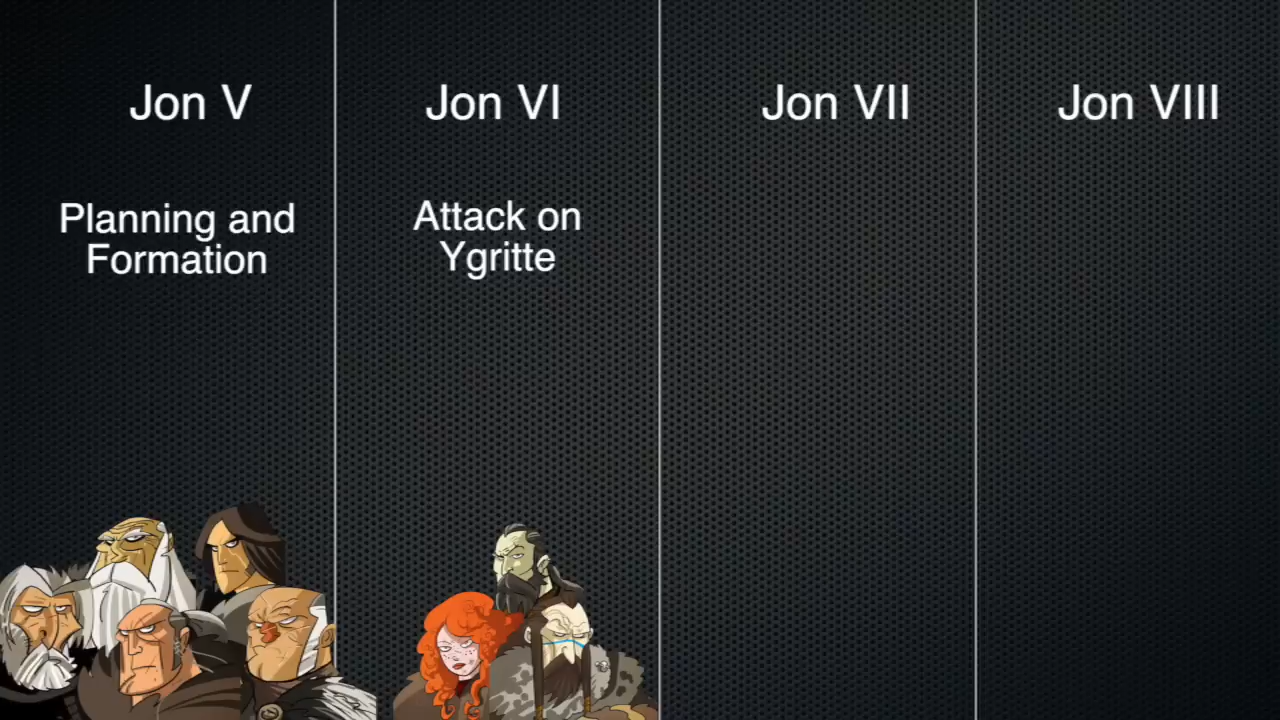 Jon V
Planning and
Formation
Jon VI
Attack on
Ygritte
Jon VII
Jon VIII